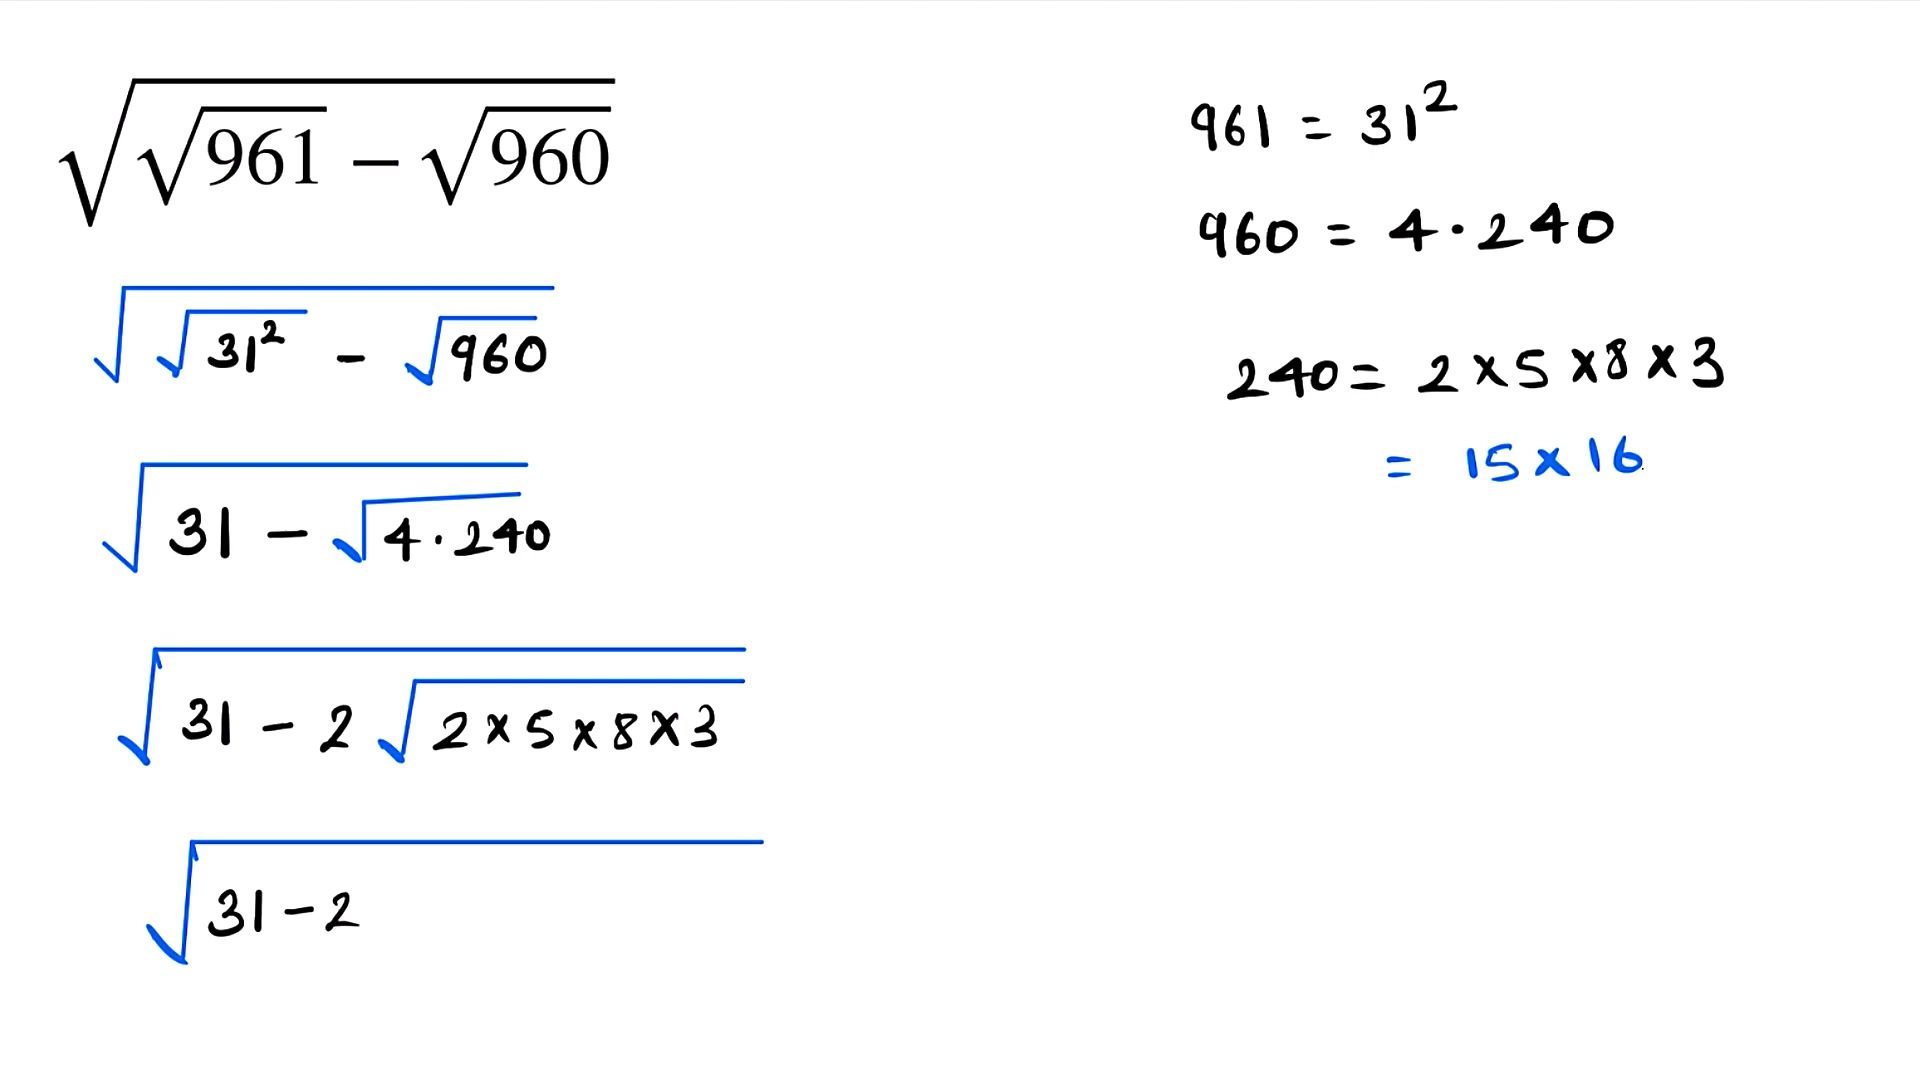 √(√961 – √960)
√(√31² - √960)
√(31 - √4·240)
√(31 - 2√2×5×8×3)
√(31-2
961 = 31²
960 = 4·240
240 = 2×5×8×3
= 15×16